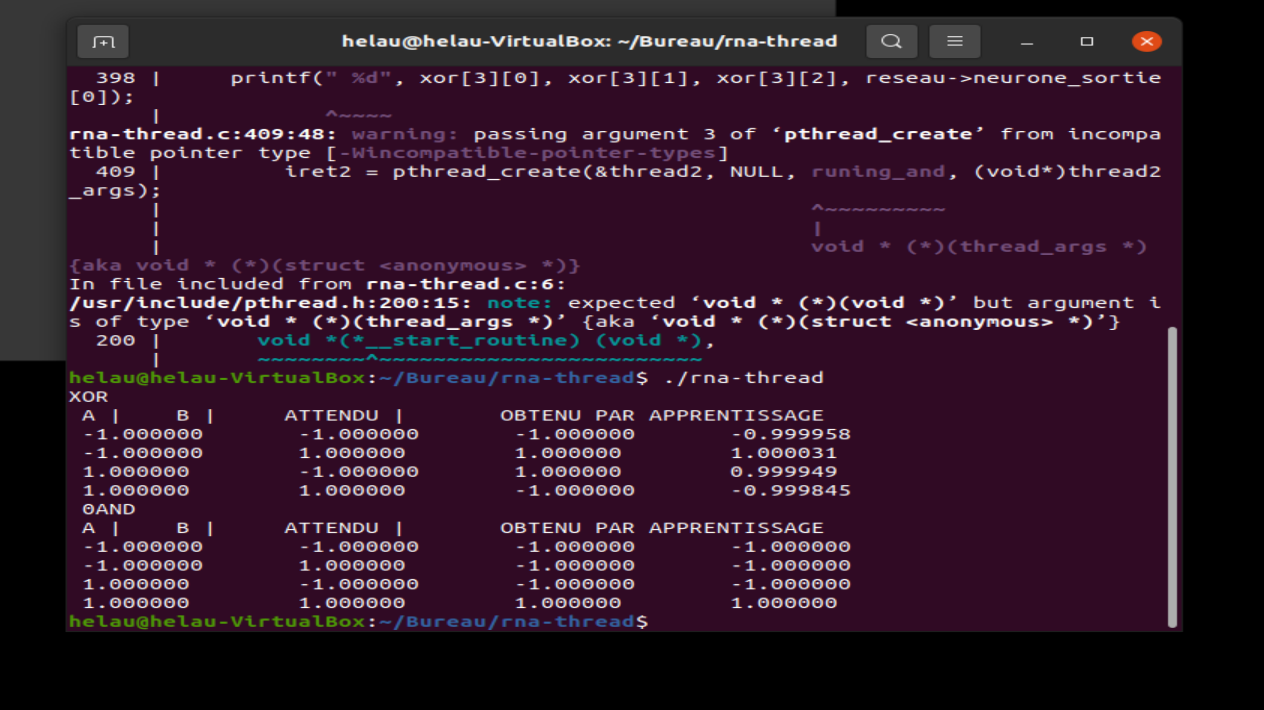 helau@helau-VirtualBox: ~/Bureau/rna-thread
  398 |     printf(" %d", xor[3][0], xor[3][1], xor[3][2], reseau->neurone_sortie
[0]);
      |            ^~~~~
rna-thread.c:409:48: warning: passing argument 3 of ‘pthread_create’ from incompa
tible pointer type [-Wincompatible-pointer-types]
  409 |         iret2 = pthread_create(&thread2, NULL, runing_and, (void*)thread2
_args);
      |                                                ^~~~~~~~~~
      |                                                |
      |                                                void * (*)(thread_args *)
{aka void * (*)(struct <anonymous> *)}
In file included from rna-thread.c:6:
/usr/include/pthread.h:200:15: note: expected ‘void * (*)(void *)’ but argument i
s of type ‘void * (*)(thread_args *)’ {aka ‘void * (*)(struct <anonymous> *)’}
  200 |       void *(*__start_routine) (void *),
      |       ~~~~~~~~^~~~~~~~~~~~~~~~~~~~~~~~~
helau@helau-VirtualBox:~/Bureau/rna-thread$ ./rna-thread
XOR
 A |    B |     ATTENDU |       OBTENU PAR APPRENTISSAGE
 -1.000000       -1.000000       -1.000000       -0.999958
 -1.000000       1.000000        1.000000        1.000031
 1.000000        -1.000000       1.000000        0.999949
 1.000000        1.000000        -1.000000       -0.999845
 0AND
 A |    B |     ATTENDU |       OBTENU PAR APPRENTISSAGE
 -1.000000       -1.000000       -1.000000       -1.000000
 -1.000000       1.000000        -1.000000       -1.000000
 1.000000        -1.000000       -1.000000       -1.000000
 1.000000        1.000000        1.000000        1.000000
helau@helau-VirtualBox:~/Bureau/rna-thread$